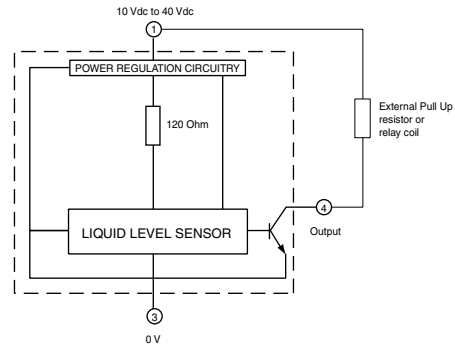 10 Vdc to 40 Vdc
1
POWER REGULATION CIRCUITRY
120 Ohm
External Pull Up
resistor or
relay coil
4
LIQUID LEVEL SENSOR
Output
3
0 V